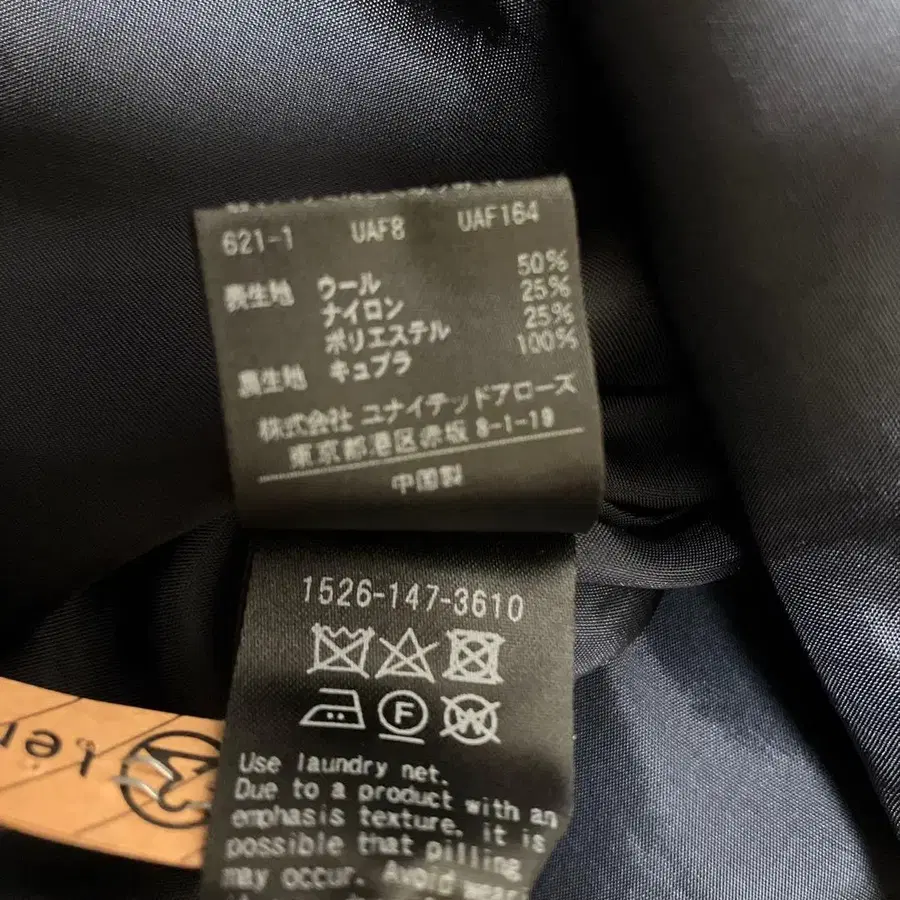 621-1 UAF8 UAF164
表生地 ウール 50%
ナイロン 25%
ポリエステル 25%
裏生地 キュプラ 100%
株式会社 ユナイテッドアローズ
東京都港区赤坂 8-1-19
中国製
1526-147-3610
F W
Use laundry net.
Due to a product with an
emphasis texture, it is
possible that pilling
may occur. Avoid wear